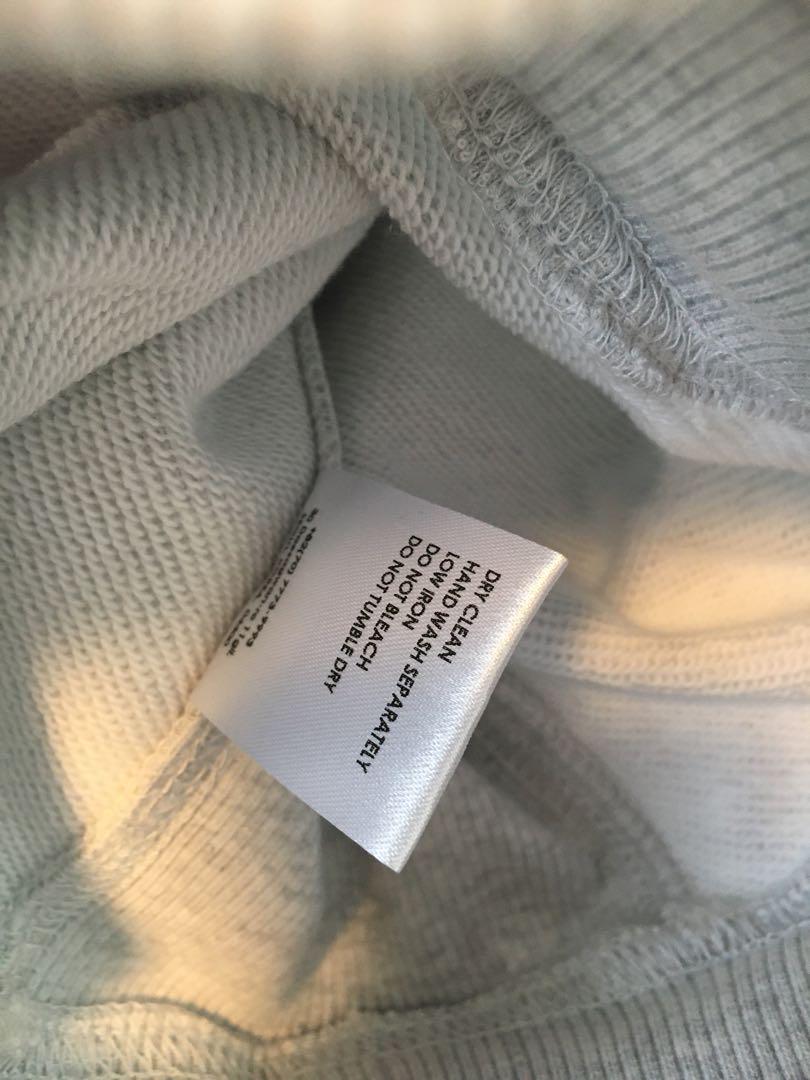 DRY CLEAN
HAND WASH SEPARATELY
LOW IRON
DO NOT BLEACH
DO NOT TUMBLE DRY